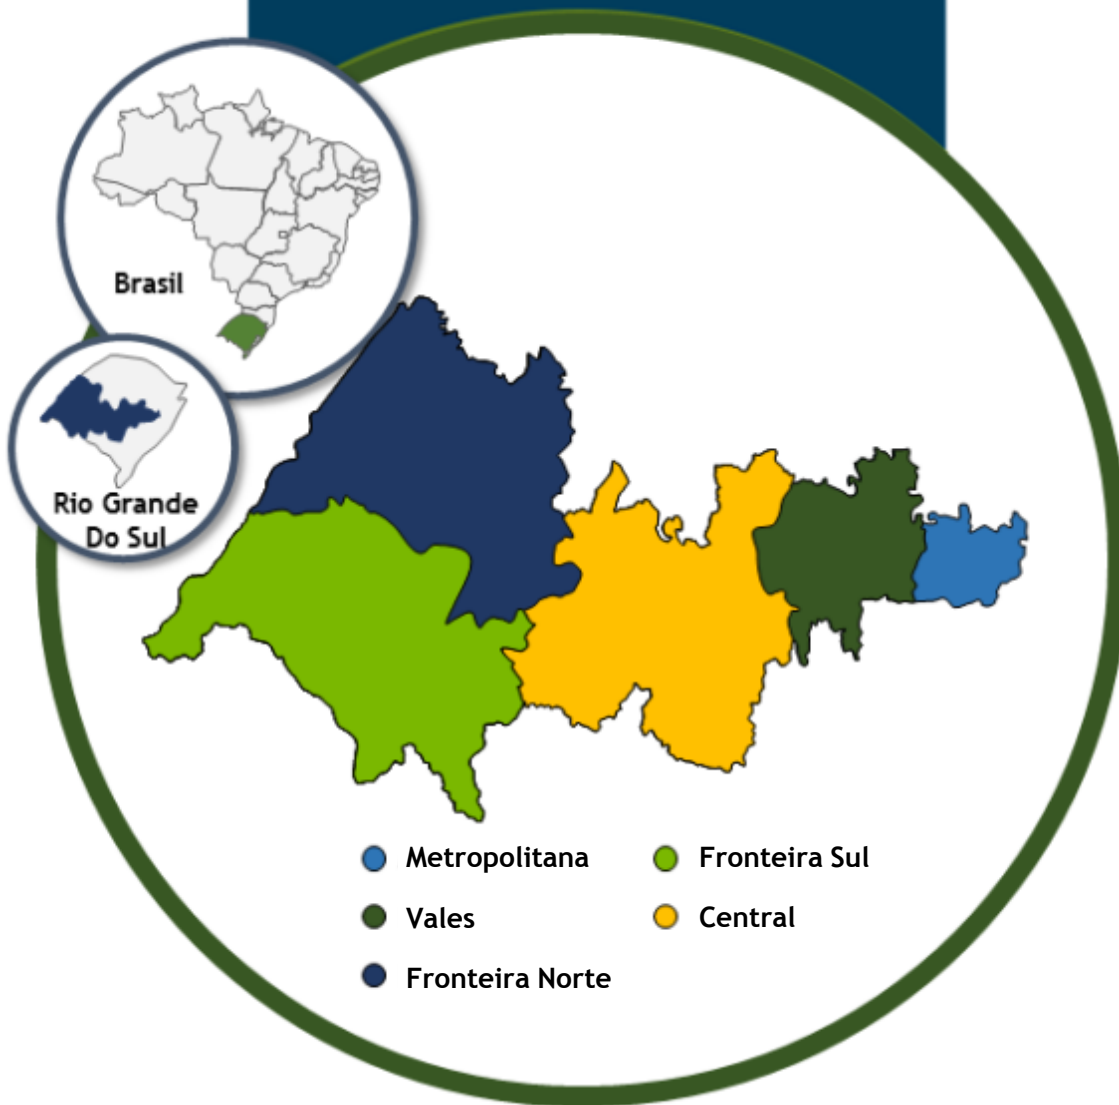 Brasil
Rio Grande
Do Sul
Metropolitana
Fronteira Sul
Vales
Central
Fronteira Norte